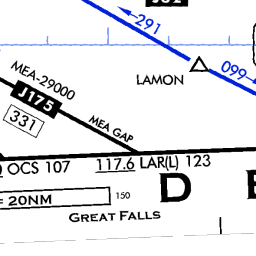 291
LAMON
099
MEA-29000
J175
331
MEA GAP
OCS 107 117.6 LAR(L) 123
= 20NM
150
D
GREAT FALLS